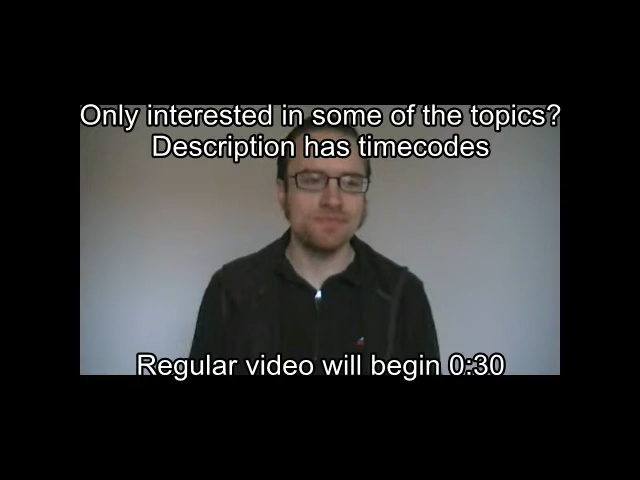 Only interested in some of the topics?
Description has timecodes
Regular video will begin 0:30